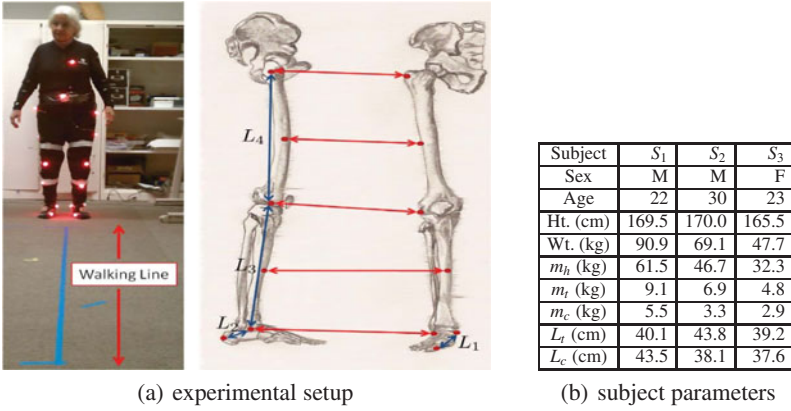 Walking Line
L₄
L₃
L₂
L₁
(a) experimental setup
Subject S₁ S₂ S₃
Sex M M F
Age 22 30 23
Ht. (cm) 169.5 170.0 165.5
Wt. (kg) 90.9 69.1 47.7
mₕ (kg) 61.5 46.7 32.3
mₜ (kg) 9.1 6.9 4.8
m_c (kg) 5.5 3.3 2.9
Lₜ (cm) 40.1 43.8 39.2
L_c (cm) 43.5 38.1 37.6
(b) subject parameters